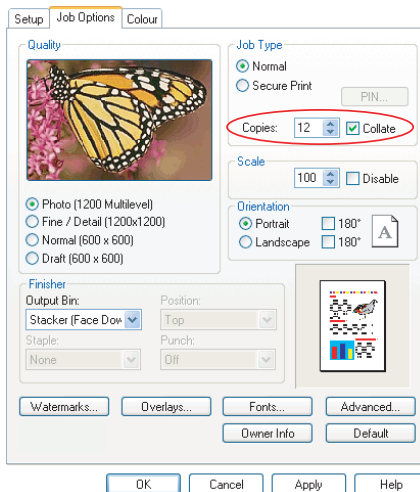 Setup Job Options Colour
Quality
Job Type
Normal
Secure Print
PIN...
Copies: 12 Collate
Scale
100 Disable
Photo (1200 Multilevel)
Fine / Detail (1200x1200)
Normal (600 x 600)
Draft (600 x 600)
Orientation
Portrait 180°
Landscape 180°
A
Finisher
Output Bin: Position:
Stacker (Face Dow Top
Staple: Punch:
None Off
Watermarks... Overlays... Fonts... Advanced...
Owner Info Default
OK Cancel Apply Help